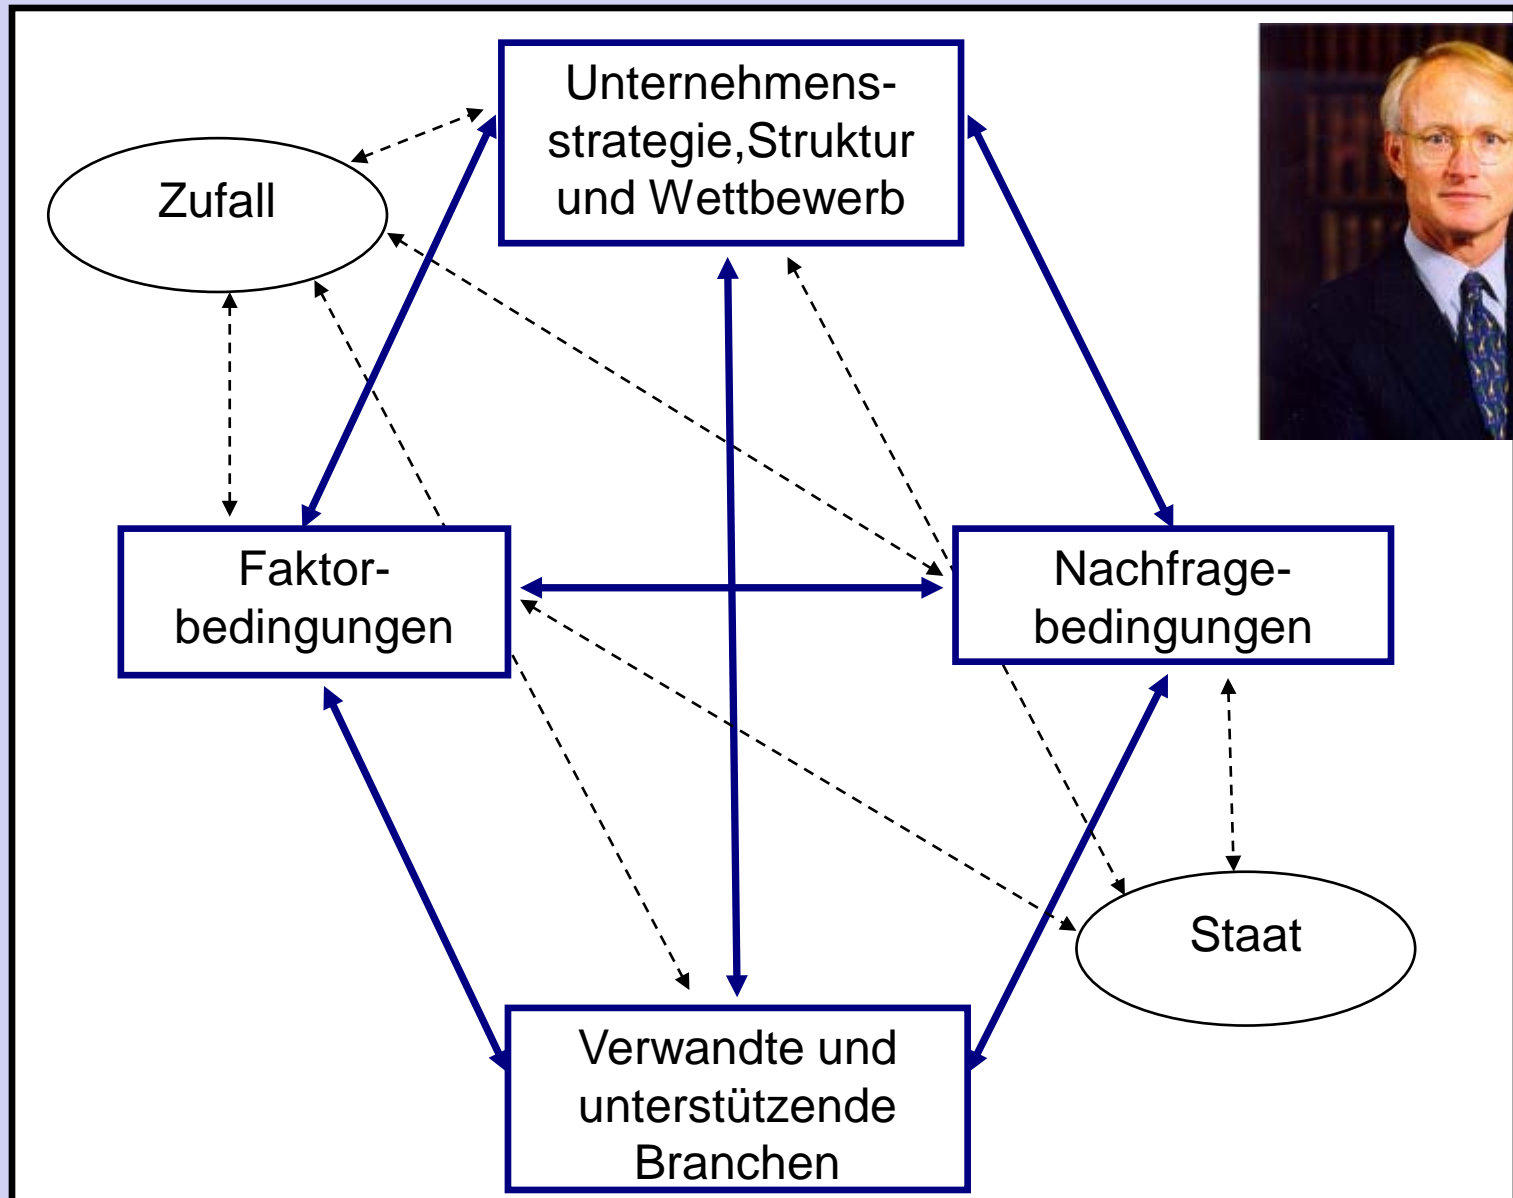 Unternehmens-
strategie,Struktur
und Wettbewerb
Zufall
Faktor-
bedingungen
Nachfrage-
bedingungen
Staat
Verwandte und
unterstützende
Branchen